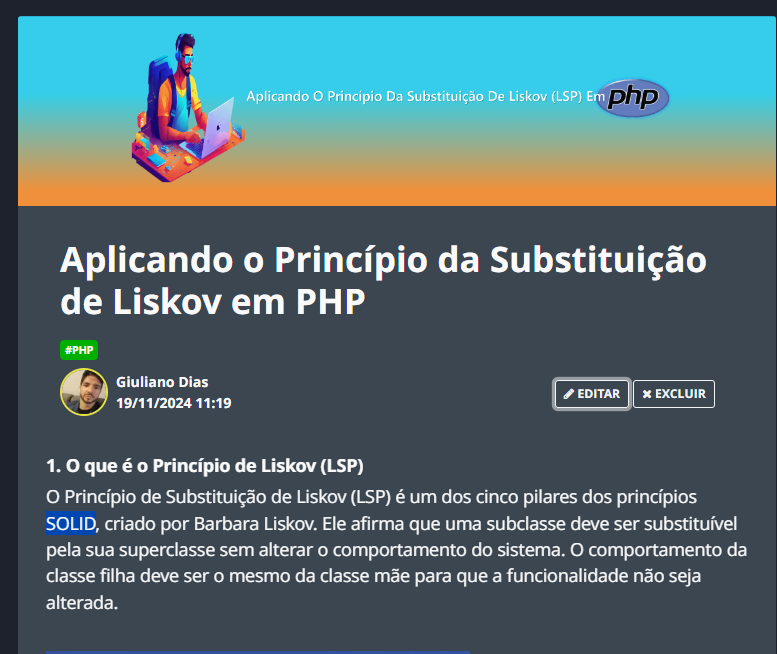 Aplicando O Princípio Da Substituição De Liskov (LSP) Em php
Aplicando o Princípio da Substituição
de Liskov em PHP
#PHP
Giuliano Dias
19/11/2024 11:19
EDITAR
EXCLUIR
1. O que é o Princípio de Liskov (LSP)
O Princípio de Substituição de Liskov (LSP) é um dos cinco pilares dos princípios
SOLID, criado por Barbara Liskov. Ele afirma que uma subclasse deve ser substituível
pela sua superclasse sem alterar o comportamento do sistema. O comportamento da
classe filha deve ser o mesmo da classe mãe para que a funcionalidade não seja
alterada.